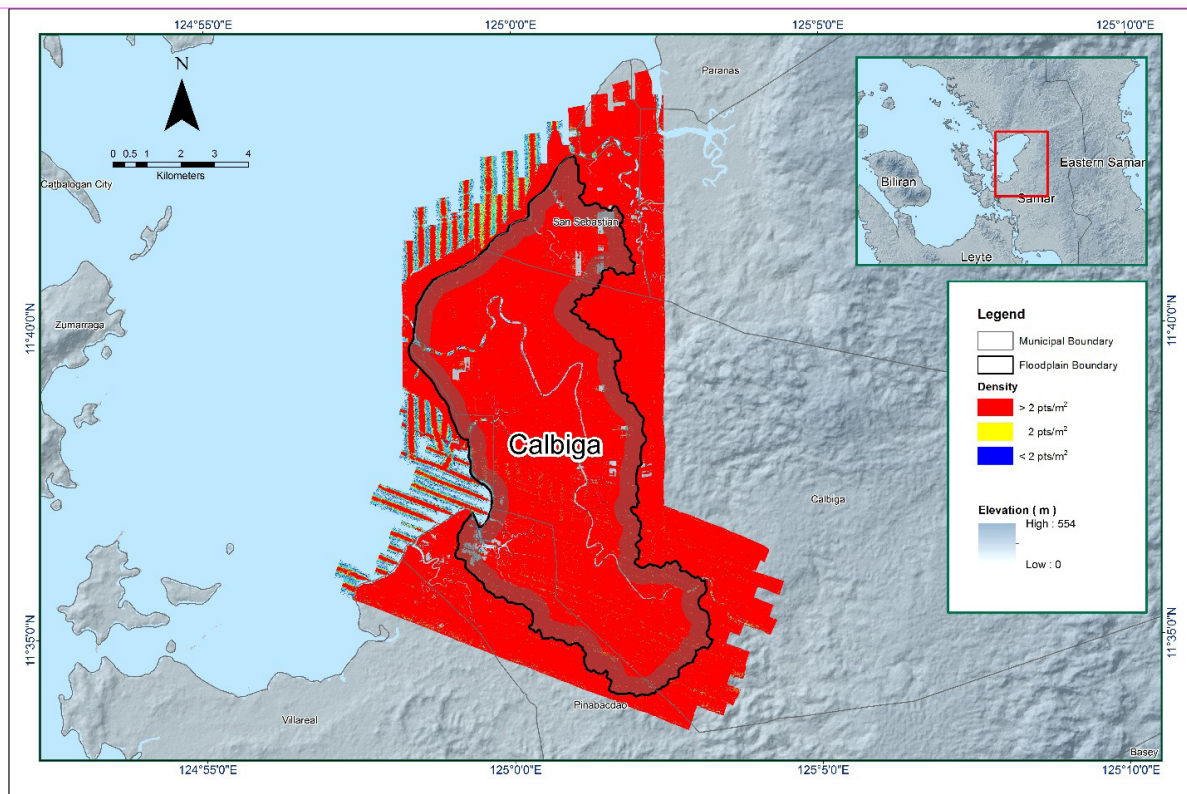 124°55'0"E 125°0'0"E 125°5'0"E 125°10'0"E
N
0 0.5 1 2 3 4
Kilometers
Paranas
Catbalogan City
San Sebastian
Zumarraga
11°40'0"N
11°40'0"N
Calbiga
Calbiga
11°35'0"N
11°35'0"N
Villareal
Pinabacdao
Basey
Biliran
Eastern Samar
Samar
Leyte
Legend
Municipal Boundary
Floodplain Boundary
Density
> 2 pts/m²
2 pts/m²
< 2 pts/m²
Elevation ( m )
High : 554
Low : 0
124°55'0"E 125°0'0"E 125°5'0"E 125°10'0"E